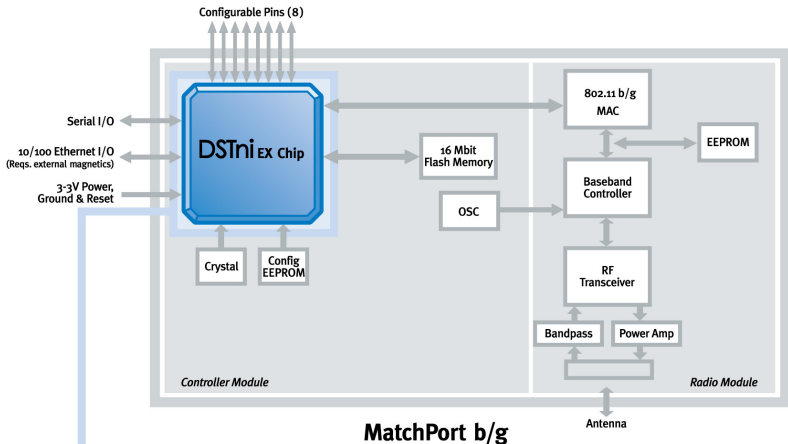 Configurable Pins (8)
802.11 b/g
MAC
Serial I/O
DSTni EX Chip
10/100 Ethernet I/O
(Reqs. external magnetics)
16 Mbit
Flash Memory
EEPROM
3-3V Power,
Ground & Reset
Baseband
Controller
OSC
Crystal
Config
EEPROM
RF
Transceiver
Bandpass
Power Amp
Controller Module
Radio Module
Antenna
MatchPort b/g